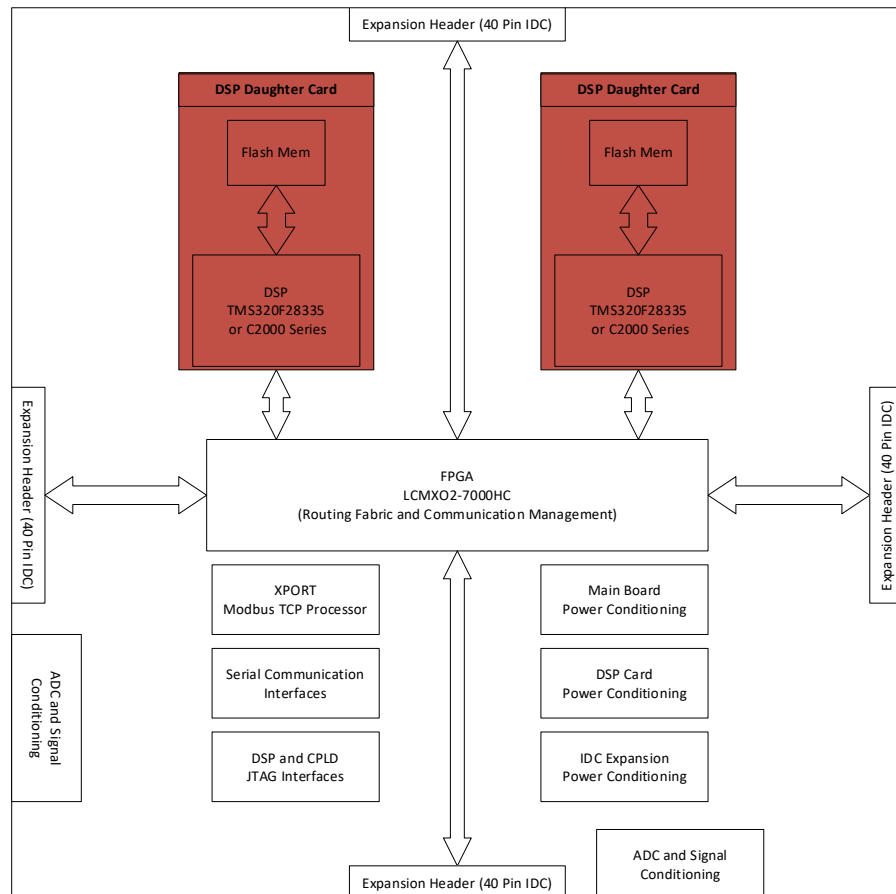 Expansion Header (40 Pin IDC)
DSP Daughter Card
Flash Mem
DSP
TMS320F28335
or C2000 Series
DSP Daughter Card
Flash Mem
DSP
TMS320F28335
or C2000 Series
Expansion Header (40 Pin IDC)
FPGA
LCMXO2-7000HC
(Routing Fabric and Communication Management)
Expansion Header (40 Pin IDC)
XPORT
Modbus TCP Processor
Main Board
Power Conditioning
ADC and Signal
Conditioning
Serial Communication
Interfaces
DSP Card
Power Conditioning
DSP and CPLD
JTAG Interfaces
IDC Expansion
Power Conditioning
Expansion Header (40 Pin IDC)
ADC and Signal
Conditioning